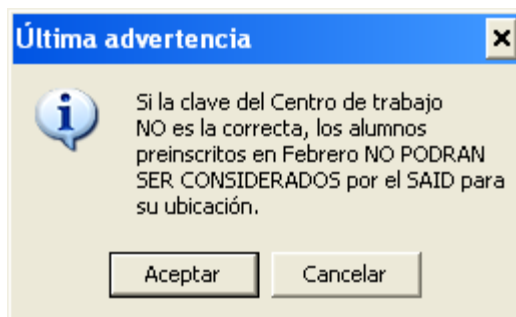 Última advertencia
Si la clave del Centro de trabajo
NO es la correcta, los alumnos
preinscritos en Febrero NO PODRAN
SER CONSIDERADOS por el SAID para
su ubicación.
Aceptar
Cancelar